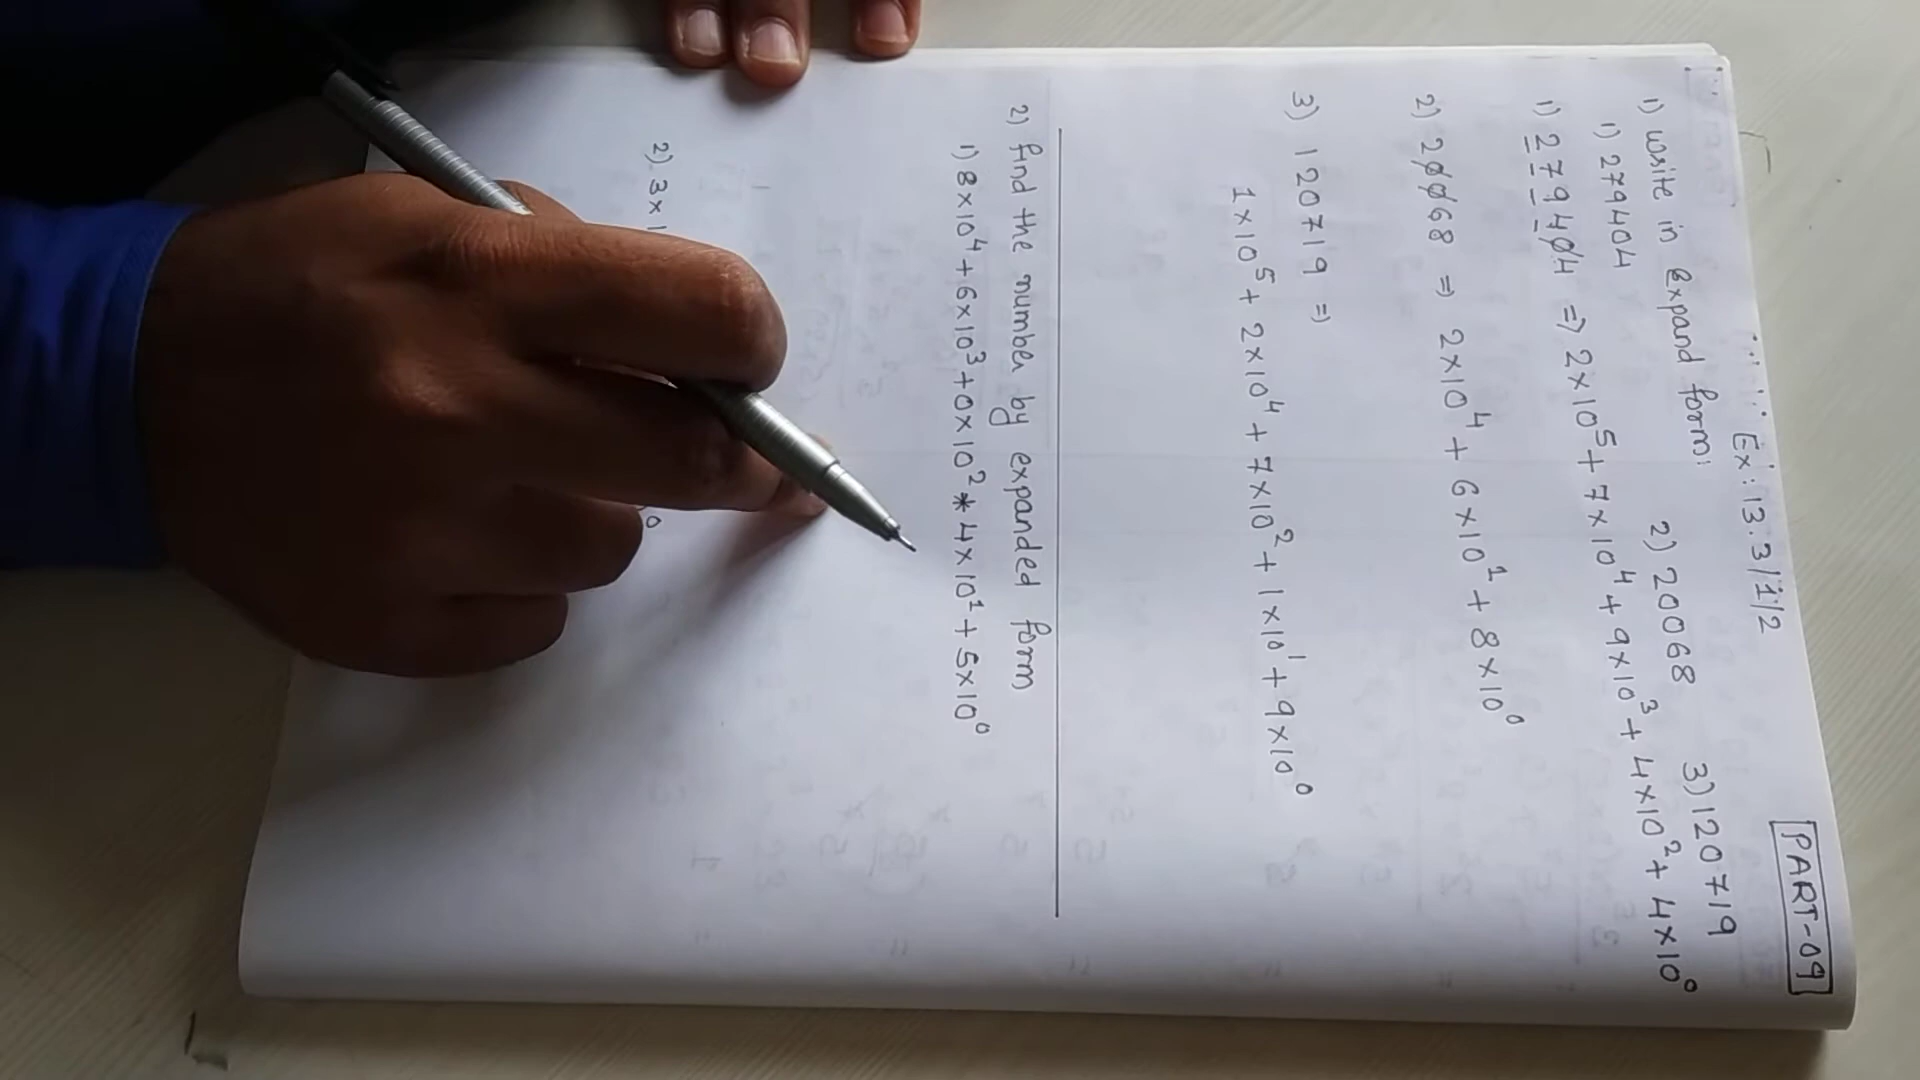 PART-09
Ex: 13.3/1/2
1) write in Expand form:
1) 279404 2) 20068 3) 120719
1) 279404 ⇒ 2×10⁵+ 7×10⁴+ 9×10³+ 4×10²+ 4×10⁰
2) 20068 ⇒ 2×10⁴ + 6×10¹ + 8×10⁰
3) 120719 ⇒
1×10⁵+ 2×10⁴+ 7×10²+ 1×10¹+ 9×10⁰
2) find the number by expanded form
1) 8×10⁴+6×10³+0×10²*4×10¹+5×10⁰
2) 3×1